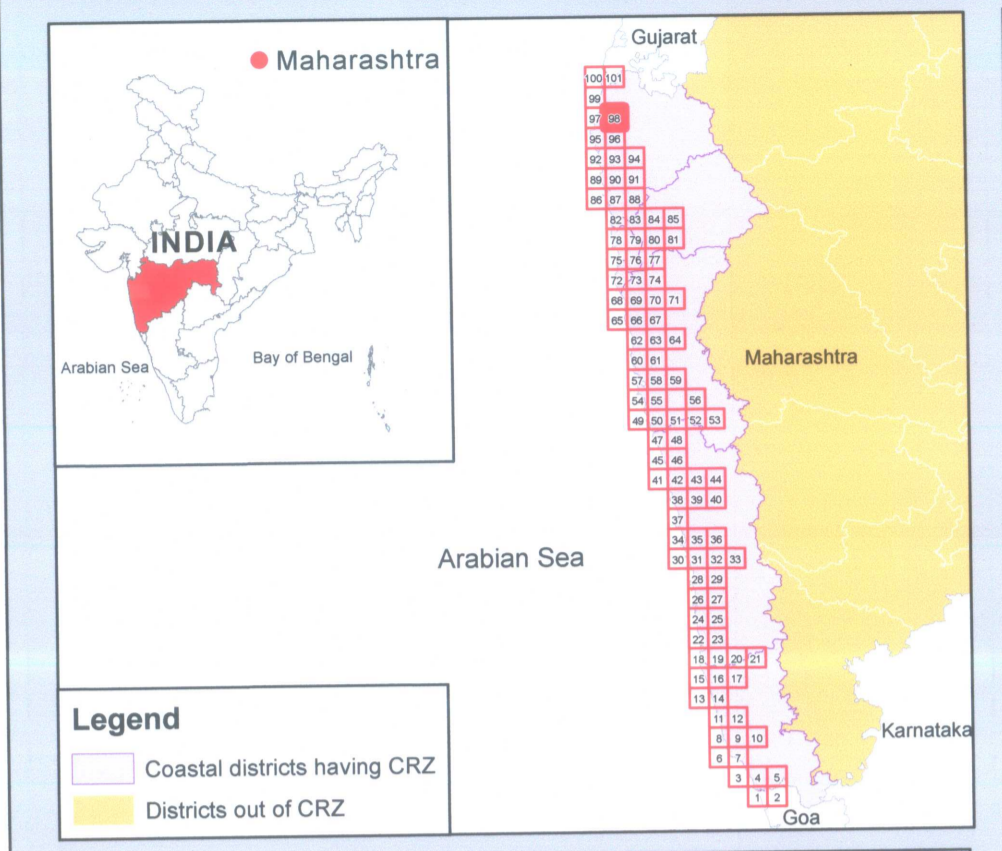 Maharashtra
INDIA
Arabian Sea
Bay of Bengal
Gujarat
100 101
99
97 98
95 96
92 93 94
89 90 91
86 87 88
82 83 84 85
78 79 80 81
75 76 77
72 73 74
68 69 70 71
65 66 67
62 63 64
60 61
Maharashtra
57 58 59
54 55 56
49 50 51 52 53
47 48
45 46
41 42 43 44
38 39 40
37
34 35 36
Arabian Sea
30 31 32 33
28 29
26 27
24 25
22 23
18 19 20 21
15 16 17
13 14
11 12
8 9 10
Karnataka
6 7
3 4 5
1 2
Goa
Legend
Coastal districts having CRZ
Districts out of CRZ